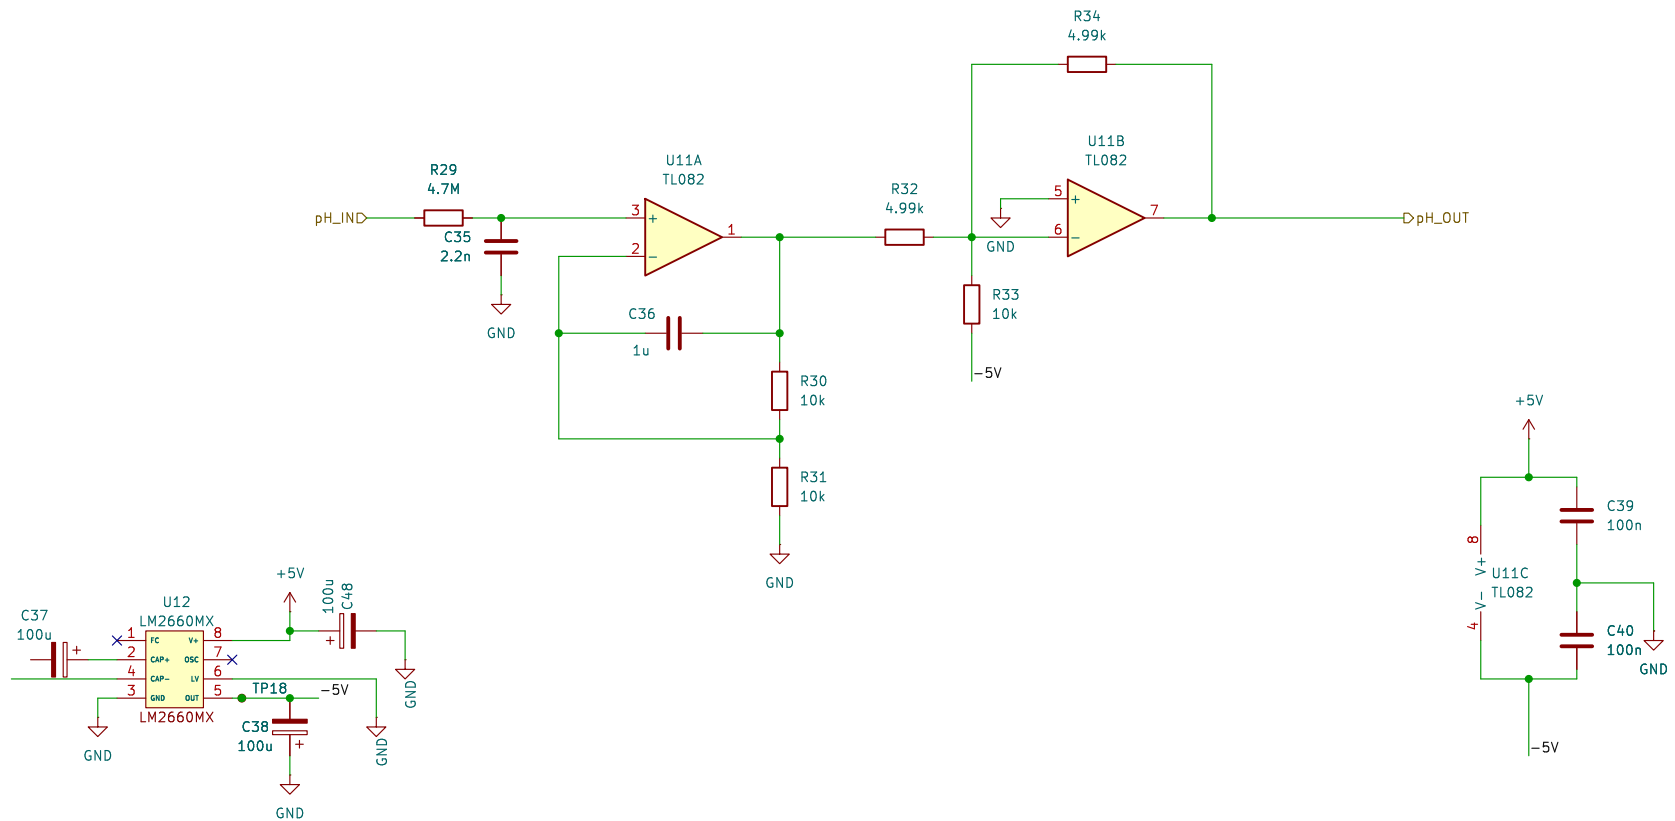 R34
4.99k
U11B
TL082
5
+
6
−
7
GND
pH_OUT
U11A
TL082
3
+
2
−
1
R29
4.7M
pH_IN
C35
2.2n
GND
R32
4.99k
R33
10k
-5V
C36
1u
R30
10k
R31
10k
GND
+5V
C39
100n
8
V+
U11C
TL082
V-
4
C40
100n
GND
-5V
+5V
100u
C48
+
GND
U12
LM2660MX
C37
100u
+
1
FC
V+
8
2
CAP+
OSC
7
4
CAP-
LV
6
3
GND
OUT
5
LM2660MX
GND
TP18
-5V
C38
100u
+
GND
GND